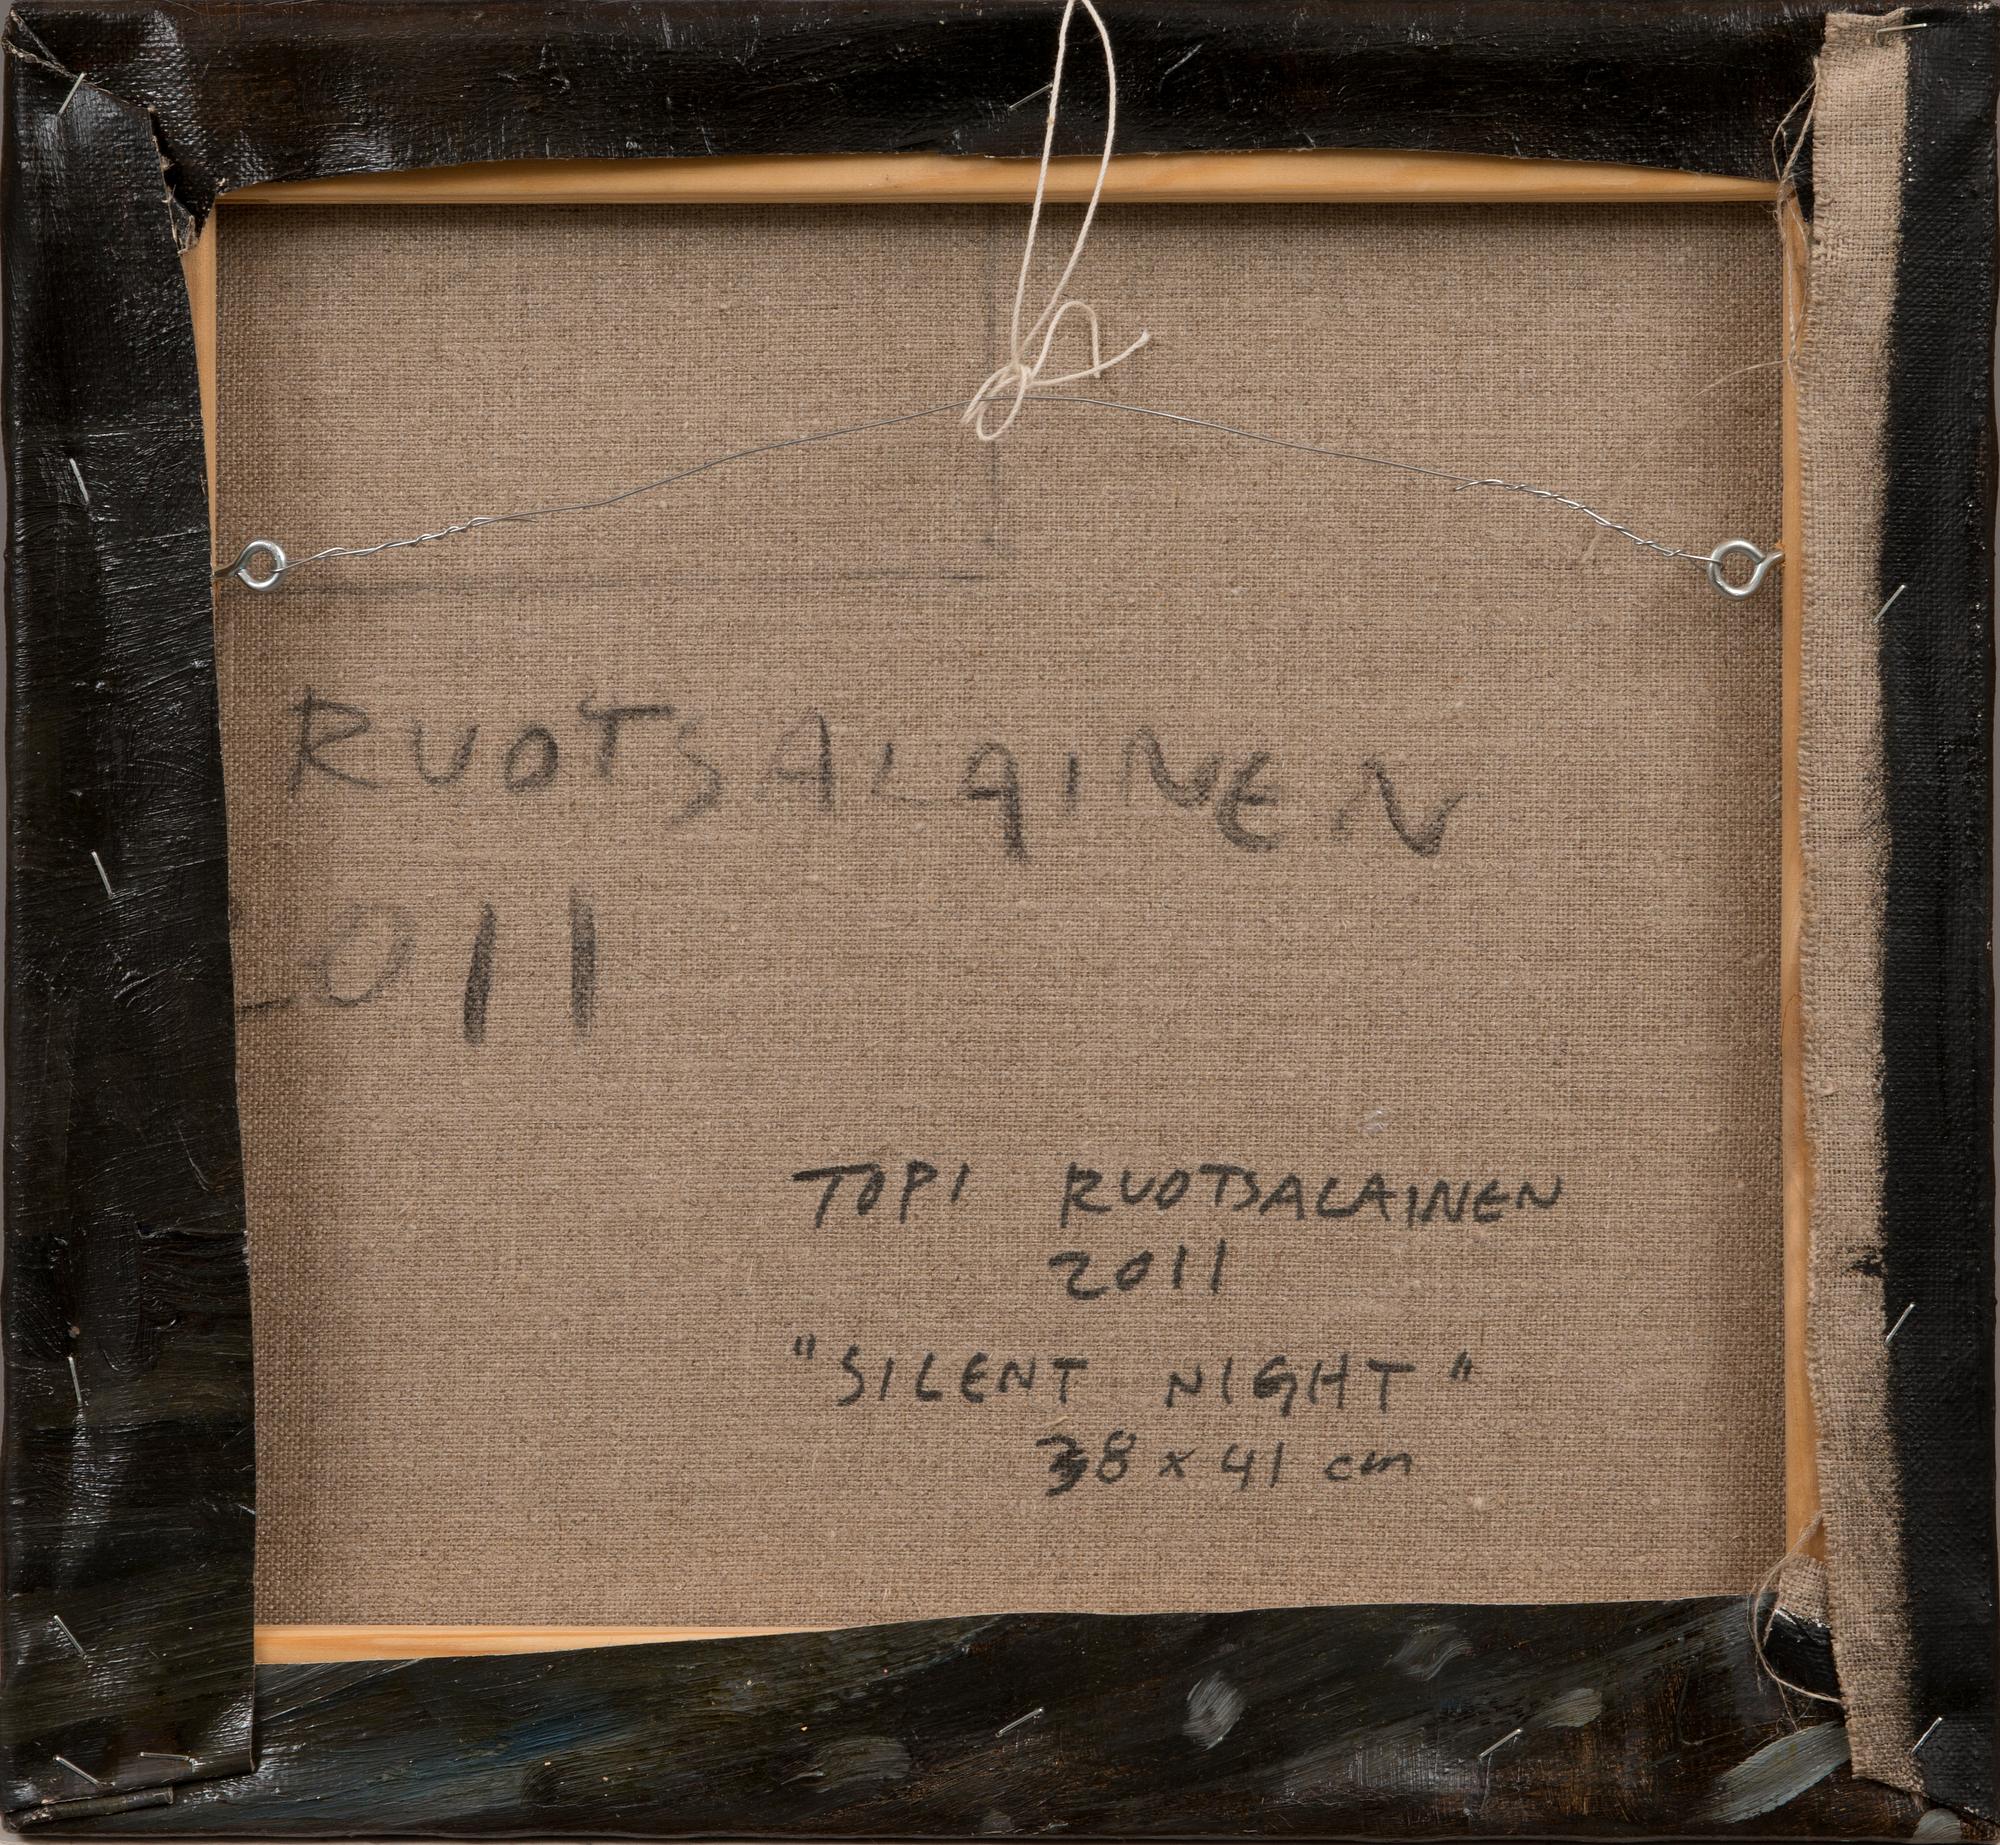 RUOTSALAINEN
2011
TOPI RUOTSALAINEN
2011
"SILENT NIGHT"
38 x 41 cm